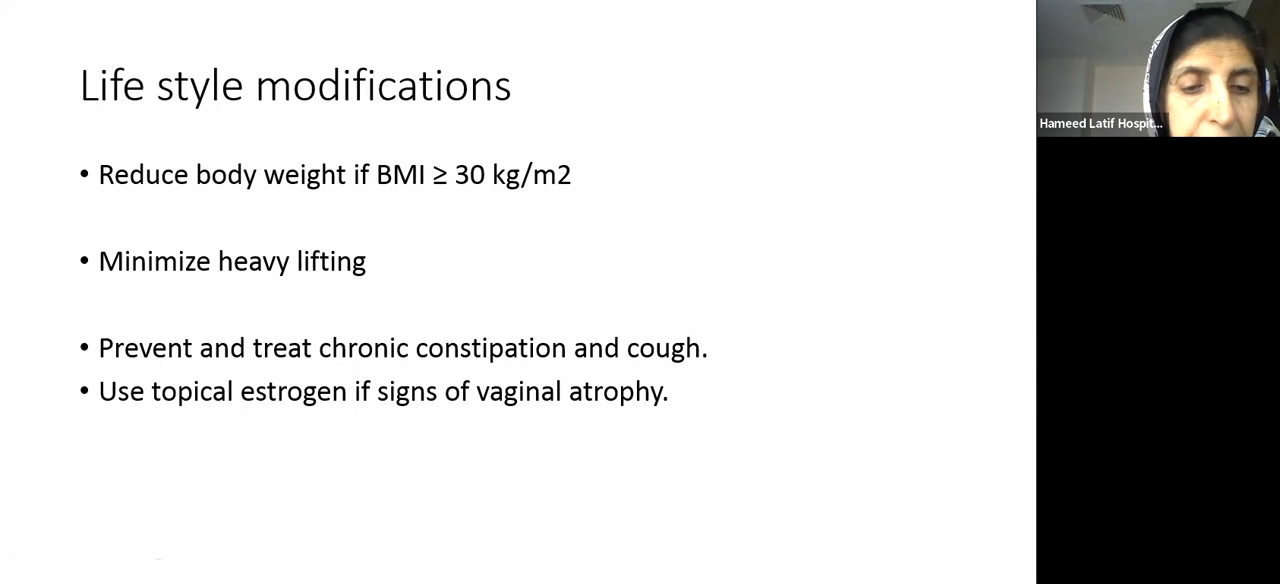 Life style modifications
• Reduce body weight if BMI ≥ 30 kg/m2
• Minimize heavy lifting
• Prevent and treat chronic constipation and cough.
• Use topical estrogen if signs of vaginal atrophy.
Hameed Latif Hospit...